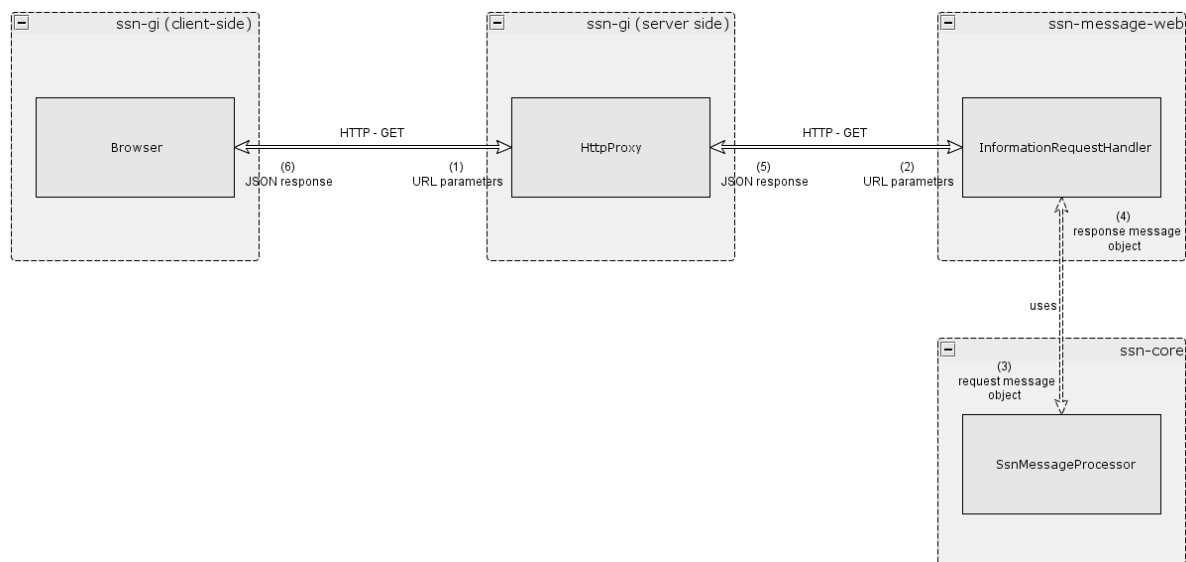 ssn-gi (client-side)
ssn-gi (server side)
ssn-message-web
Browser
HTTP - GET
(6)
JSON response
(1)
URL parameters
HttpProxy
HTTP - GET
(5)
JSON response
(2)
URL parameters
InformationRequestHandler
(4)
response message
object
uses
ssn-core
(3)
request message
object
SsnMessageProcessor